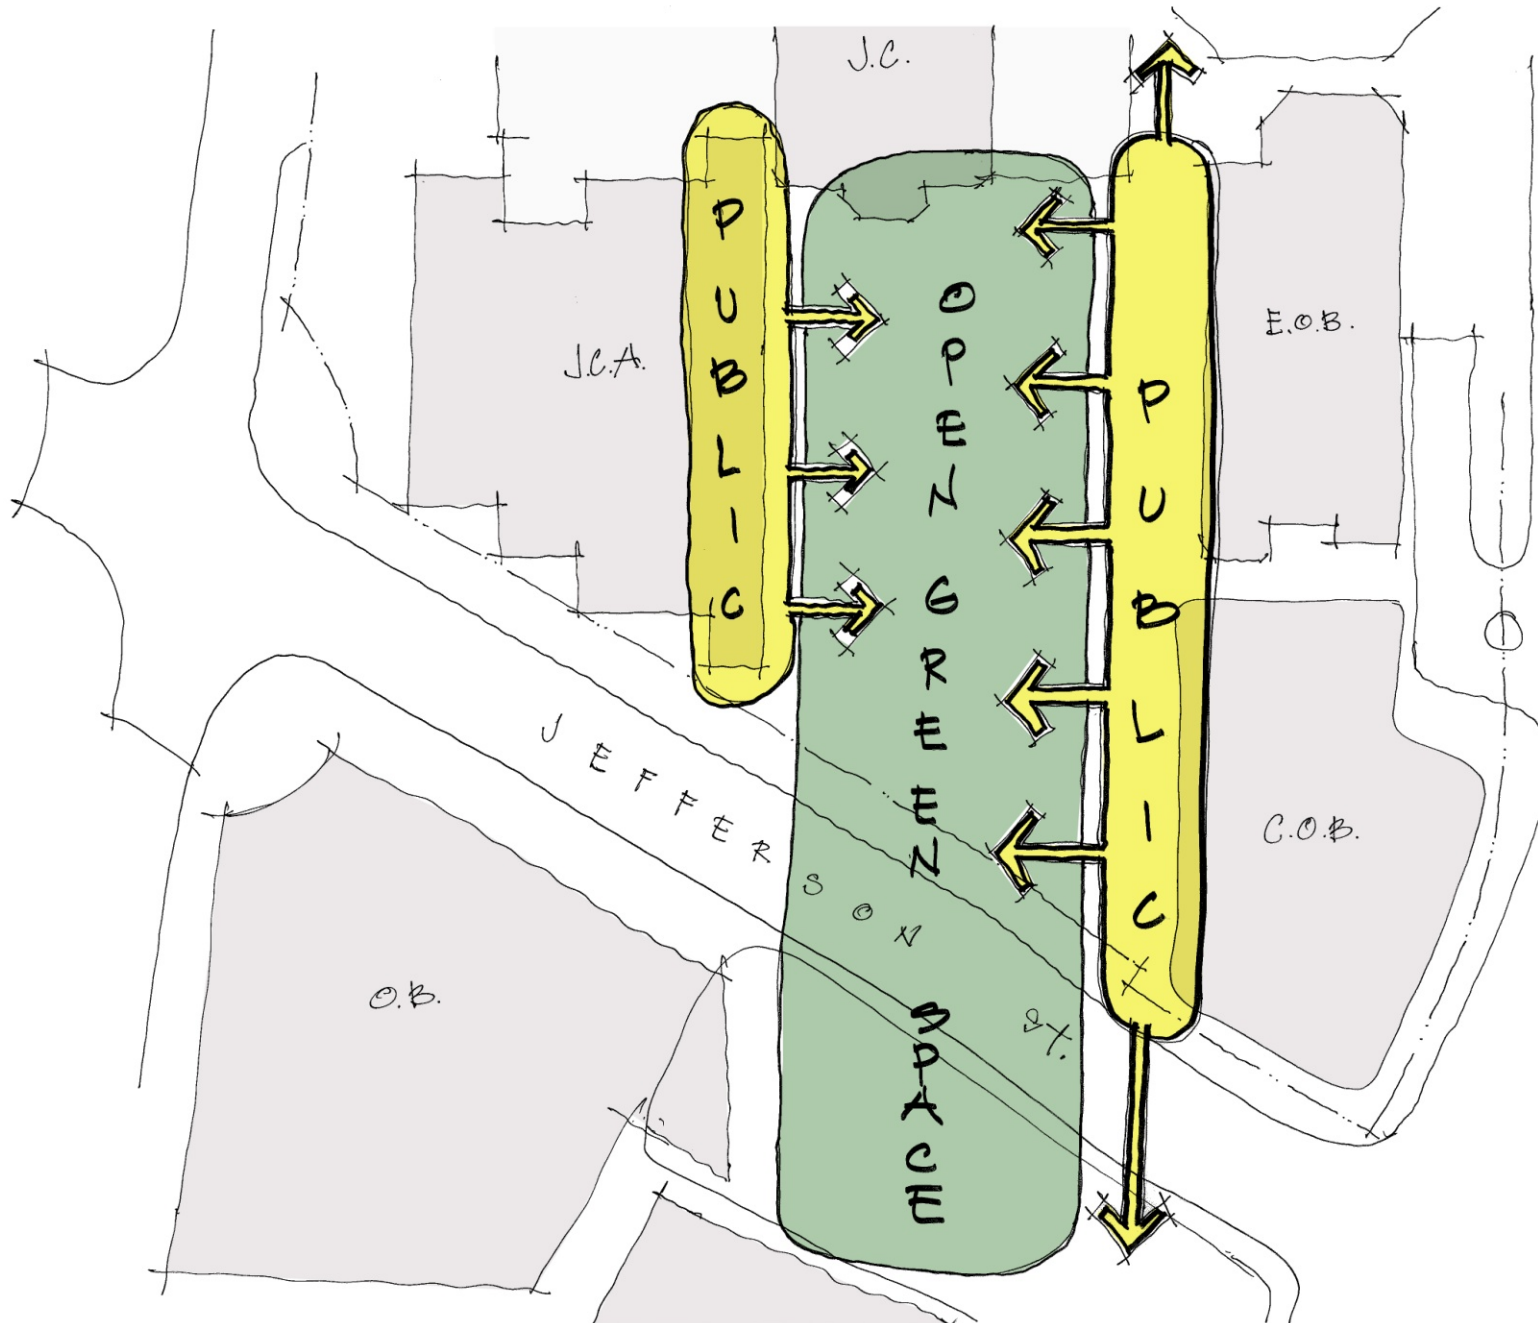 J.C.
PUBLIC
J.C.A.
OPEN GREEN SPACE
PUBLIC
E.O.B.
C.O.B.
JEFFERSON ST.
O.B.